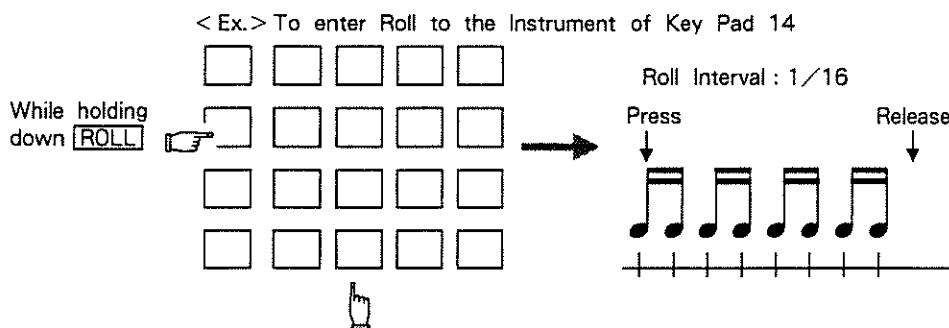 < Ex. > To enter Roll to the Instrument of Key Pad 14
Roll Interval : 1／16
While holding
down ROLL
Press
Release